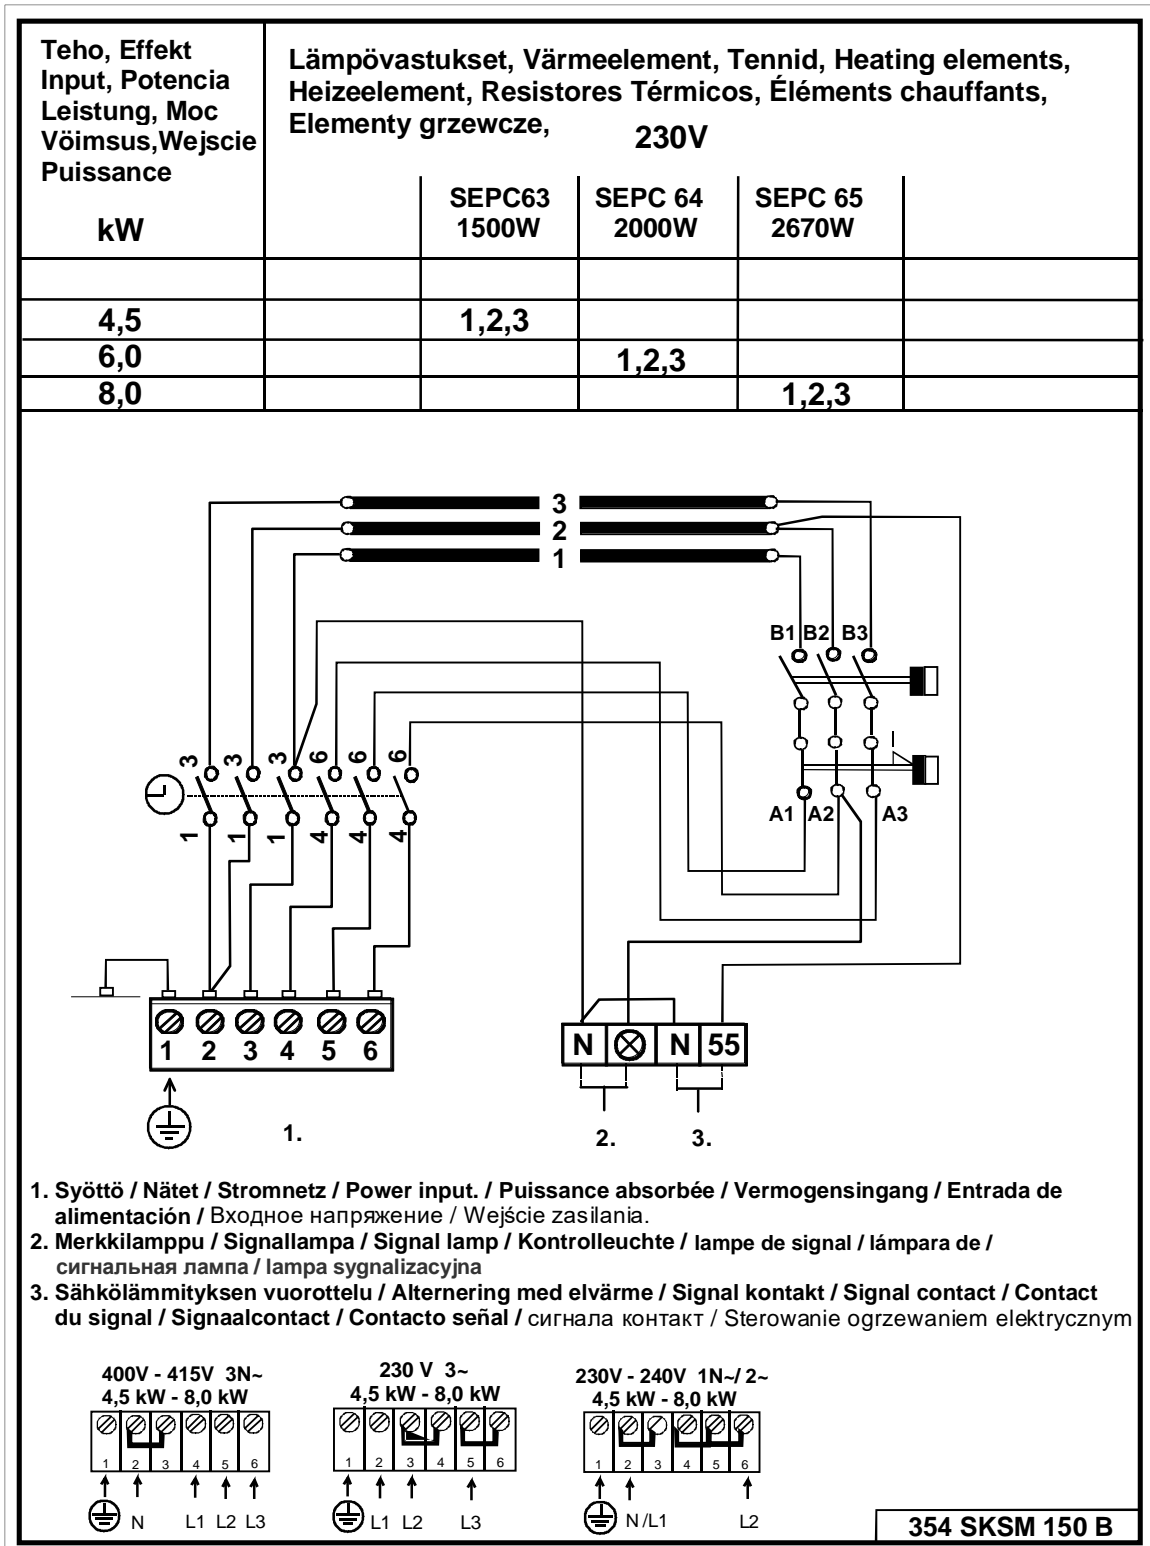 Teho, Effekt
Input, Potencia
Leistung, Moc
Vöimsus,Wejscie
Puissance
kW
Lämpövastukset, Värmeelement, Tennid, Heating elements,
Heizeelement, Resistores Térmicos, Éléments chauffants,
Elementy grzewcze, 230V
SEPC63 SEPC 64 SEPC 65
1500W 2000W 2670W
4,5 1,2,3
6,0 1,2,3
8,0 1,2,3
3
2
1
B1 B2 B3
3 3 3 6 6 6
1 1 1 4 4 4
A1 A2 A3
1 2 3 4 5 6
N N 55
1. 2. 3.
1. Syöttö / Nätet / Stromnetz / Power input. / Puissance absorbée / Vermogensingang / Entrada de
alimentación / Входное напряжение / Wejście zasilania.
2. Merkkilamppu / Signallampa / Signal lamp / Kontrolleuchte / lampe de signal / lámpara de /
сигнальная лампа / lampa sygnalizacyjna
3. Sähkölämmityksen vuorottelu / Alternering med elvärme / Signal kontakt / Signal contact / Contact
du signal / Signaalcontact / Contacto señal / сигнала контакт / Sterowanie ogrzewaniem elektrycznym
400V - 415V 3N~
4,5 kW - 8,0 kW
1 2 3 4 5 6
N L1 L2 L3
230 V 3~
4,5 kW - 8,0 kW
1 2 3 4 5 6
L1 L2 L3
230V - 240V 1N~/ 2~
4,5 kW - 8,0 kW
1 2 3 4 5 6
N /L1 L2
354 SKSM 150 B